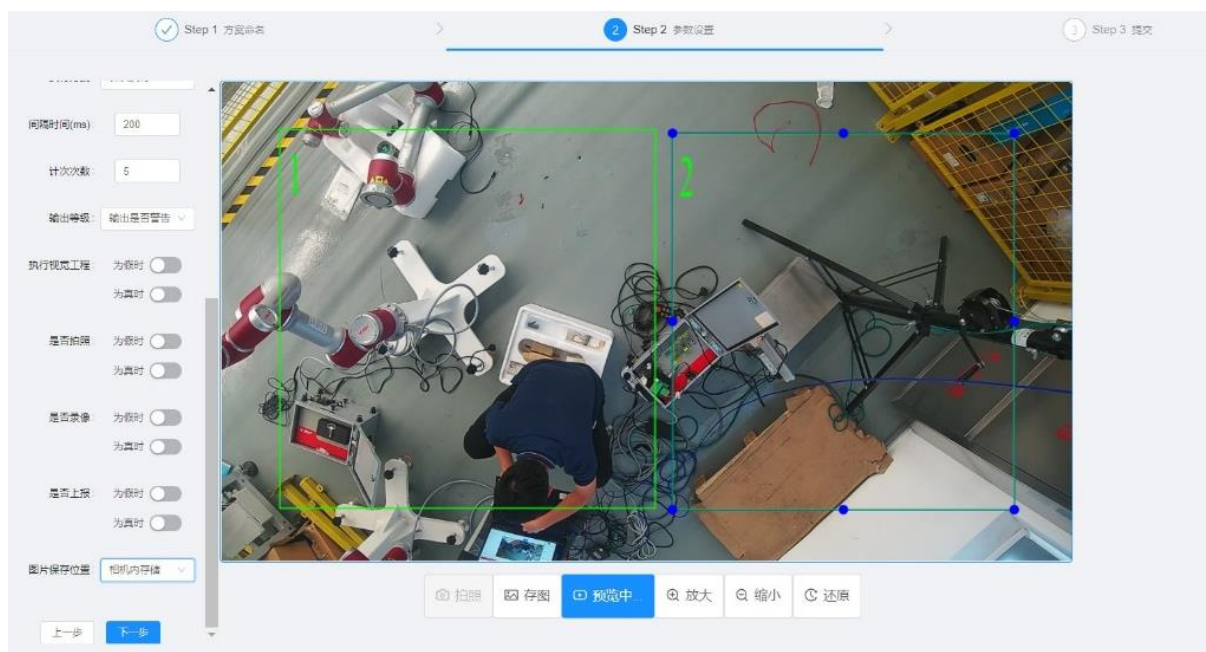 Step 1 方案命名
2 Step 2 参数设置
3 Step 3 提交
间隔时间(ms) 200
计次次数: 5
输出等级: 输出是否警告
执行视觉工程: 为假时
为真时
是否拍照: 为假时
为真时
是否录像: 为假时
为真时
是否上报: 为假时
为真时
图片保存位置: 相机内存储
上一步 下一步
1
2
拍照 存图 预览中... 放大 缩小 还原